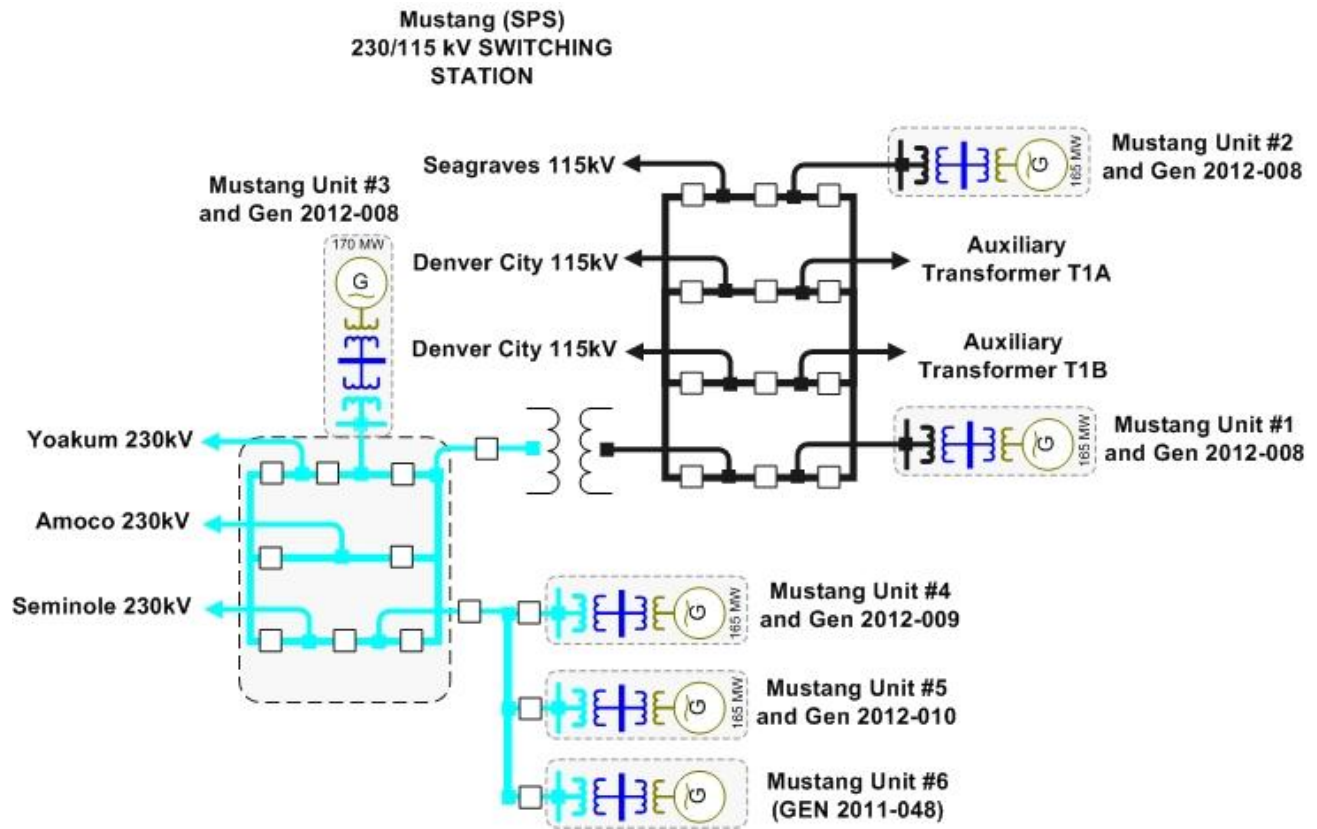 Mustang (SPS)
230/115 kV SWITCHING
STATION
Seagraves 115kV
Mustang Unit #2
and Gen 2012-008
G
165 MW
Mustang Unit #3
and Gen 2012-008
170 MW
G
Denver City 115kV
Auxiliary
Transformer T1A
Denver City 115kV
Auxiliary
Transformer T1B
Yoakum 230kV
Mustang Unit #1
and Gen 2012-008
G
165 MW
Amoco 230kV
Seminole 230kV
Mustang Unit #4
and Gen 2012-009
G
165 MW
Mustang Unit #5
and Gen 2012-010
G
165 MW
Mustang Unit #6
(GEN 2011-048)
G